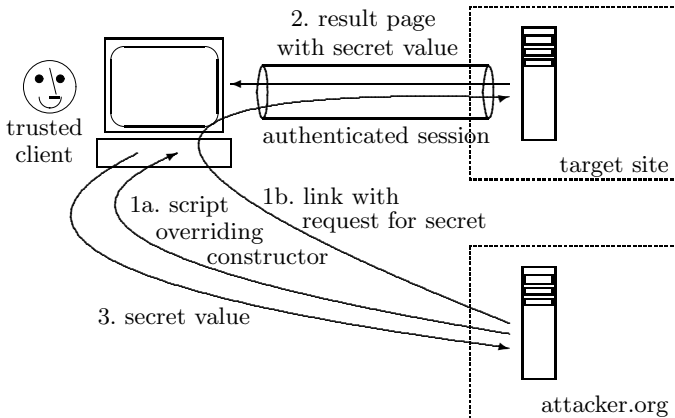 2. result page
with secret value
trusted
client
authenticated session
target site
1a. script
overriding
constructor
1b. link with
request for secret
3. secret value
attacker.org